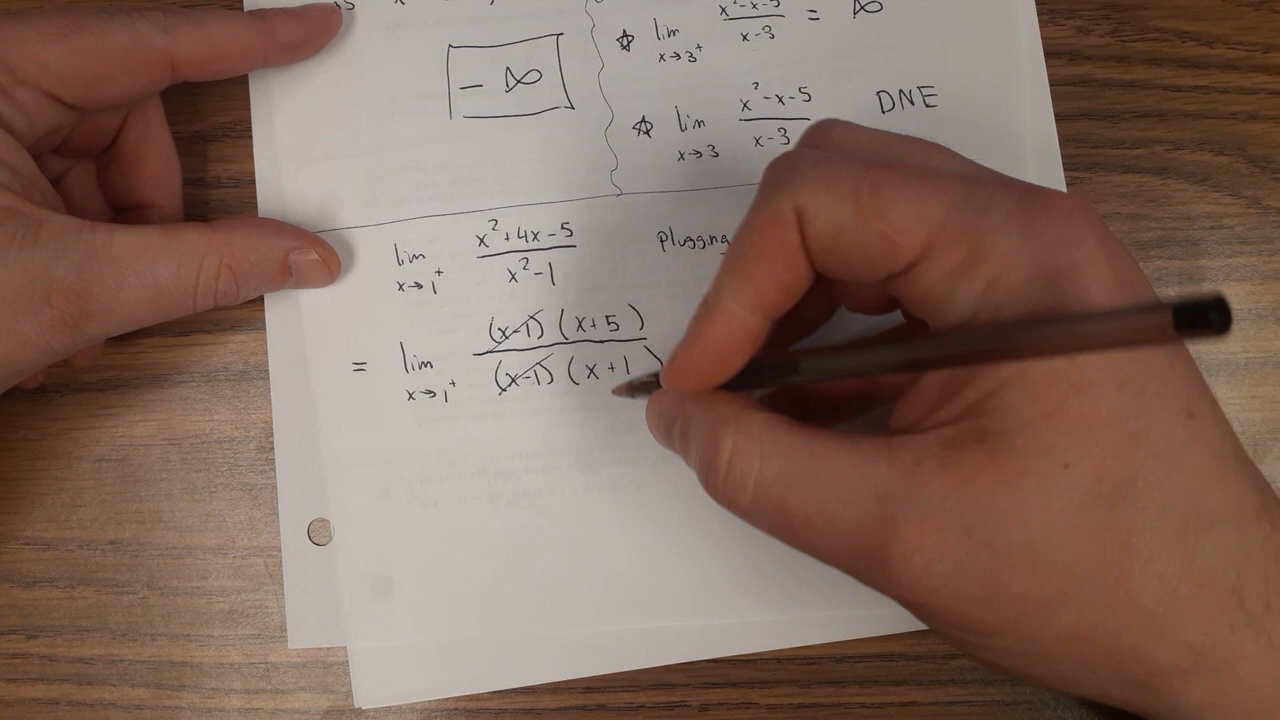 - ∞
lim x→3⁺ x²-x-5 / x-3 = ∞
lim x→3 x²-x-5 / x-3 DNE
lim x→1⁺ x²+4x-5 / x²-1 plugging
= lim x→1⁺ (x-1)(x+5) / (x-1)(x+1)